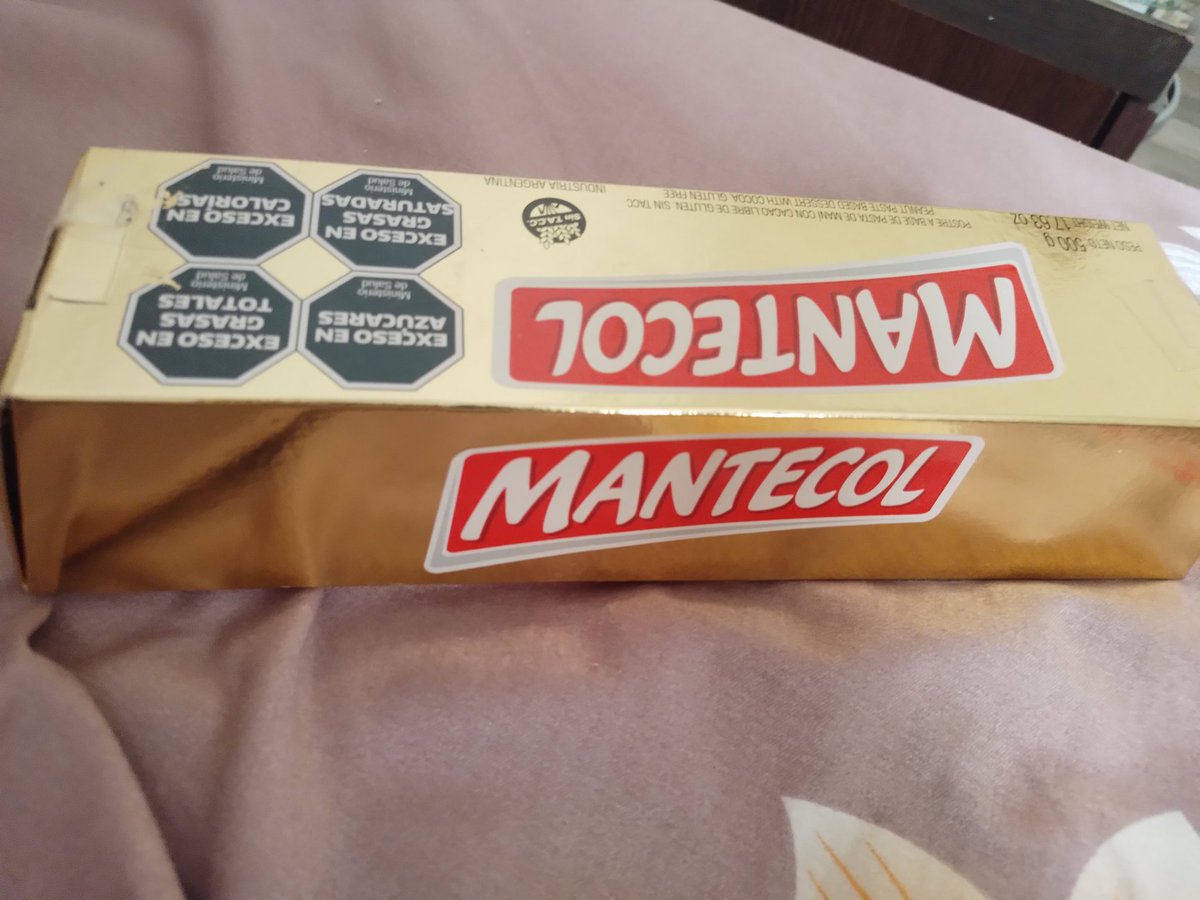 MANTECOL
PESO NETO 500 g
NET WEIGHT 17.63 OZ
POSTRE A BASE DE PASTA DE MANI CON CACAO LIBRE DE GLUTEN. SIN TACC
PEANUT PASTE BASED DESSERT WITH COCOA. GLUTEN FREE
Sin T.A.C.C.
INDUSTRIA ARGENTINA
EXCESO EN
AZÚCARES
Ministerio
de Salud
EXCESO EN
GRASAS
TOTALES
Ministerio
de Salud
EXCESO EN
GRASAS
SATURADAS
Ministerio
de Salud
EXCESO EN
CALORÍAS
Ministerio
de Salud
MANTECOL